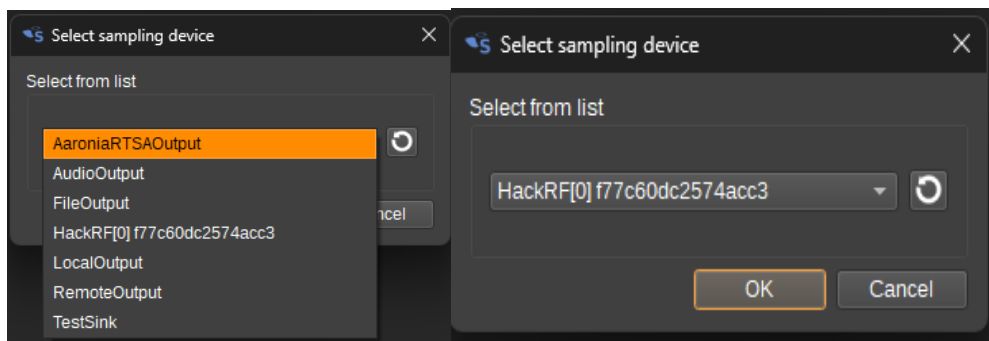 Select sampling device
Select from list
AaroniaRTSAOutput
AudioOutput
FileOutput
HackRF[0] f77c60dc2574acc3
LocalOutput
RemoteOutput
TestSink
ncel
Select sampling device
Select from list
HackRF[0] f77c60dc2574acc3
OK
Cancel